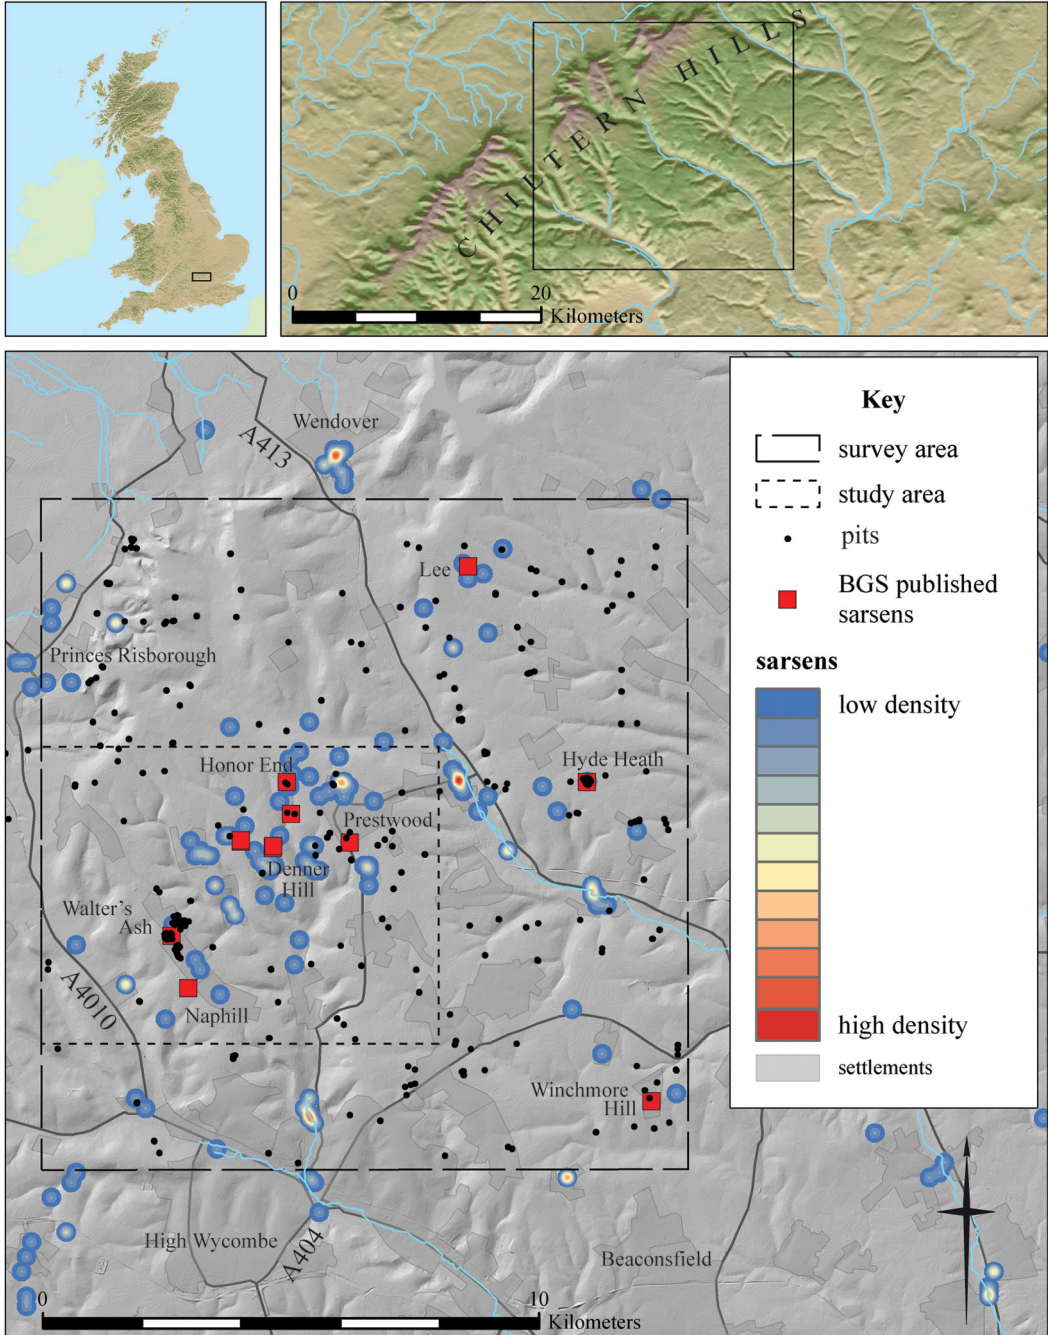 CHILTERN HILLS
0 20
Kilometers
Wendover
A413
Lee
Princes Risborough
Honor End
Hyde Heath
Prestwood
Denner
Hill
Walter's
Ash
A4010
Naphill
Winchmore
Hill
High Wycombe
A404
Beaconsfield
0 10
Kilometers
Key
survey area
study area
pits
BGS published
sarsens
sarsens
low density
high density
settlements